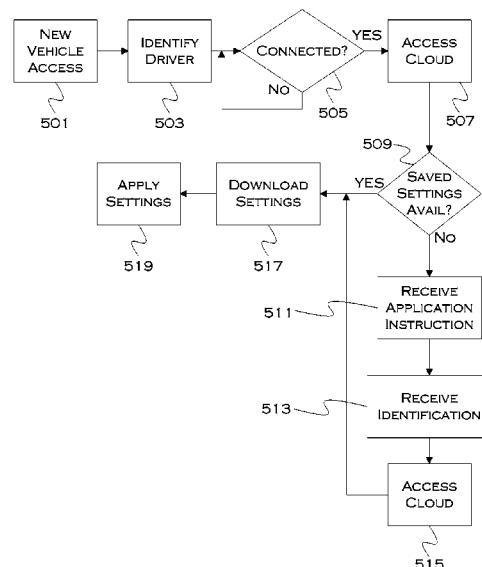 NEW
VEHICLE
ACCESS
501
IDENTIFY
DRIVER
503
CONNECTED?
YES
NO
505
ACCESS
CLOUD
507
509
SAVED
SETTINGS
AVAIL?
YES
NO
DOWNLOAD
SETTINGS
517
APPLY
SETTINGS
519
RECEIVE
APPLICATION
INSTRUCTION
511
RECEIVE
IDENTIFICATION
513
ACCESS
CLOUD
515